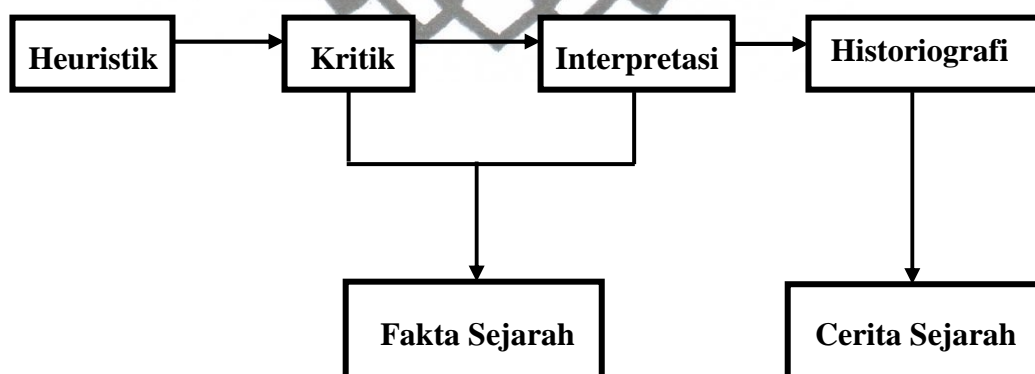 Heuristik
Kritik
Interpretasi
Historiografi
Fakta Sejarah
Cerita Sejarah